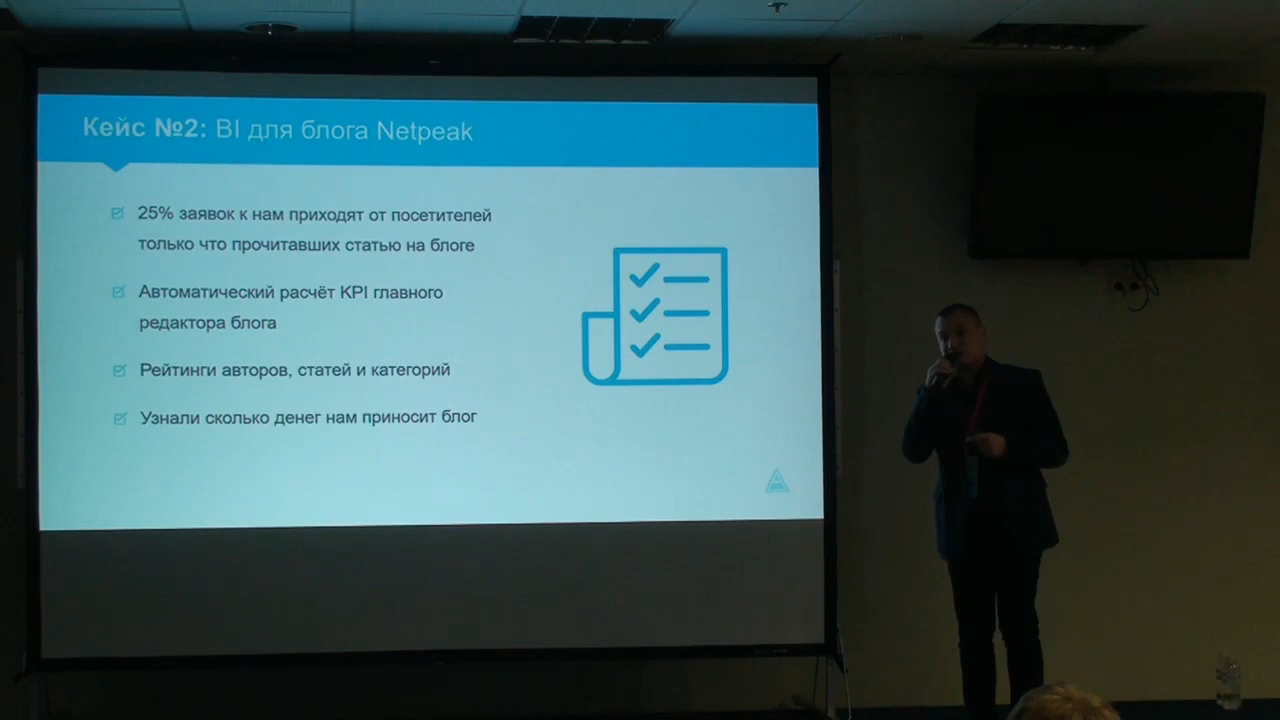 Кейс №2: BI для блога Netpeak
25% заявок к нам приходят от посетителей
только что прочитавших статью на блоге
Автоматический расчёт KPI главного
редактора блога
Рейтинги авторов, статей и категорий
Узнали сколько денег нам приносит блог